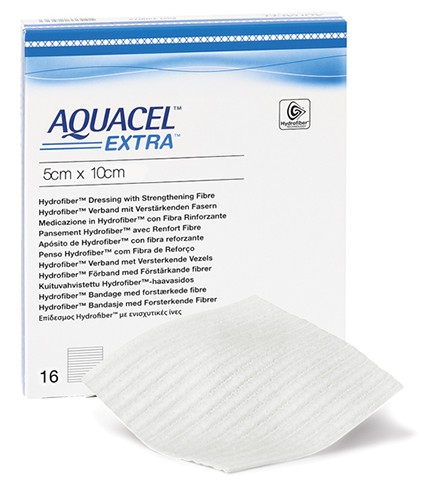 AQUACEL™
EXTRA™
Hydrofiber®
TECHNOLOGY
5cm x 10cm
Hydrofiber™ Dressing with Strengthening Fibre
Hydrofiber™ Verband mit Verstärkenden Fasern
Medicazione in Hydrofiber™ con Fibra Rinforzante
Pansement Hydrofiber™ avec Renfort Fibre
Apósito de Hydrofiber™ con fibra reforzante
Penso Hydrofiber™ com Fibra de Reforço
Hydrofiber™ Verband met Versterkende Vezels
Hydrofiber™ Förband med Förstärkande fibrer
Kuituvahvistettu Hydrofiber™-haavasidos
Hydrofiber™ Bandage med forstærkede fibre
Hydrofiber™ Bandasje med Forsterkende Fibrer
Επίδεσμος Hydrofiber™ με ενισχυτικές ίνες
16